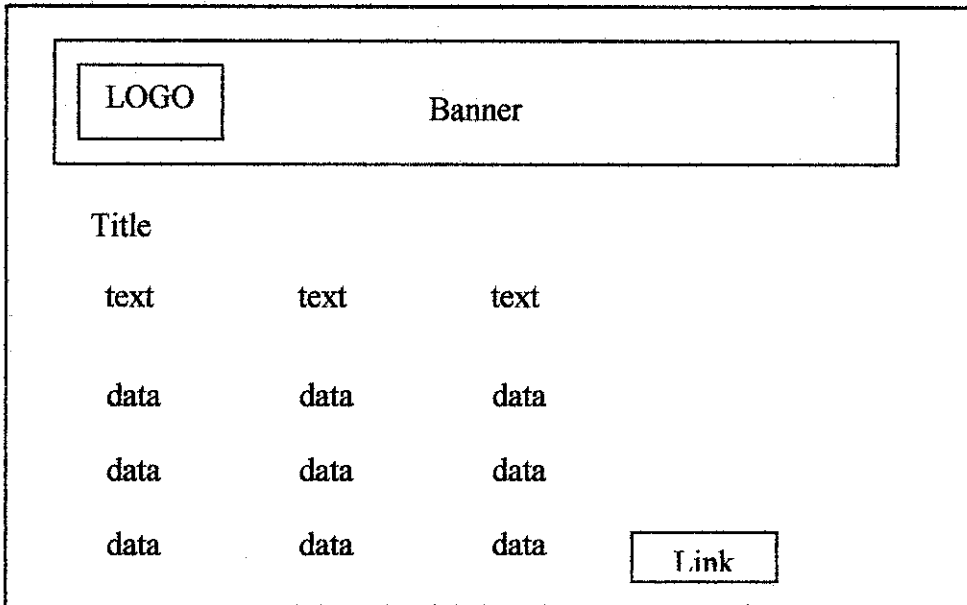 LOGO Banner
Title
text text text
data data data
data data data
data data data Link